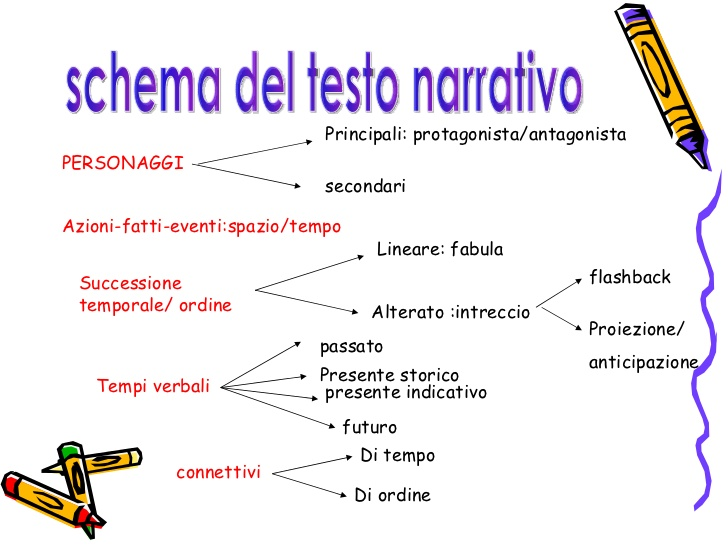 schema del testo narrativo
Principali: protagonista/antagonista
PERSONAGGI
secondari
Azioni-fatti-eventi:spazio/tempo
Lineare: fabula
Successione
temporale/ ordine
flashback
Alterato :intreccio
Proiezione/
anticipazione
passato
Tempi verbali
Presente storico
presente indicativo
futuro
Di tempo
connettivi
Di ordine